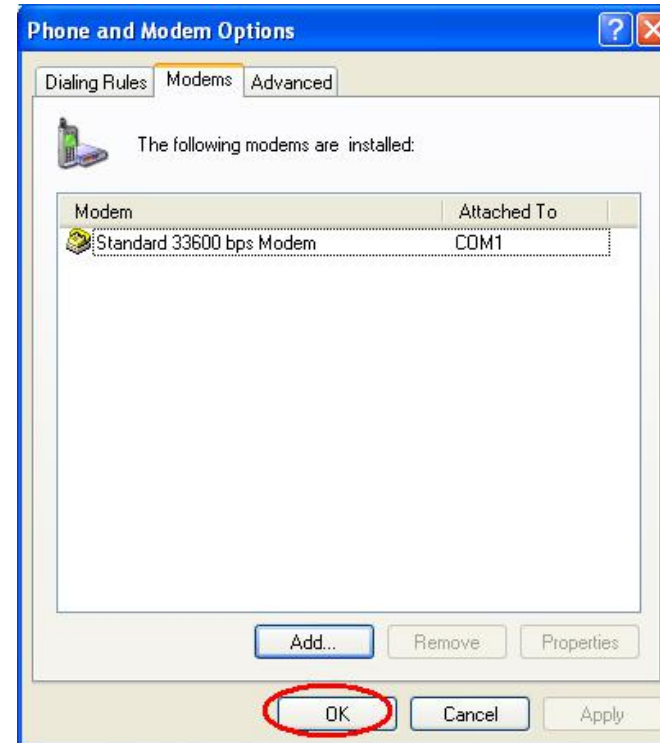 Phone and Modem Options
Dialing Rules Modems Advanced
The following modems are installed:
Modem Attached To
Standard 33600 bps Modem COM1
Add... Remove Properties
OK Cancel Apply